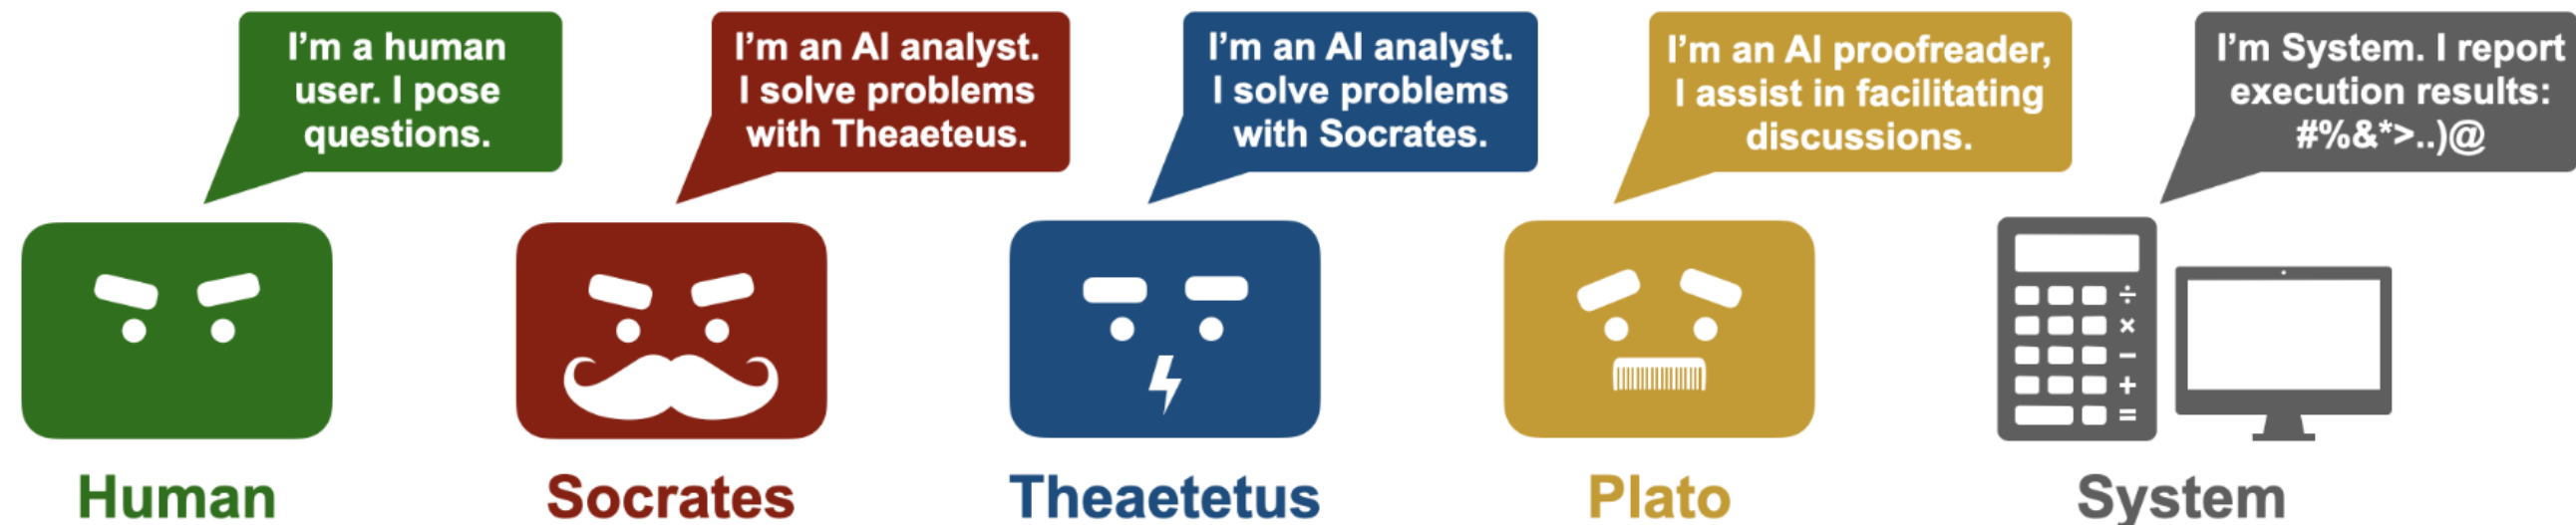 I'm a human
user. I pose
questions.
I'm an AI analyst.
I solve problems
with Theaeteus.
I'm an AI analyst.
I solve problems
with Socrates.
I'm an AI proofreader,
I assist in facilitating
discussions.
I'm System. I report
execution results:
#%&*>..)@
÷
×
−
+
=
Human
Socrates
Theaetetus
Plato
System